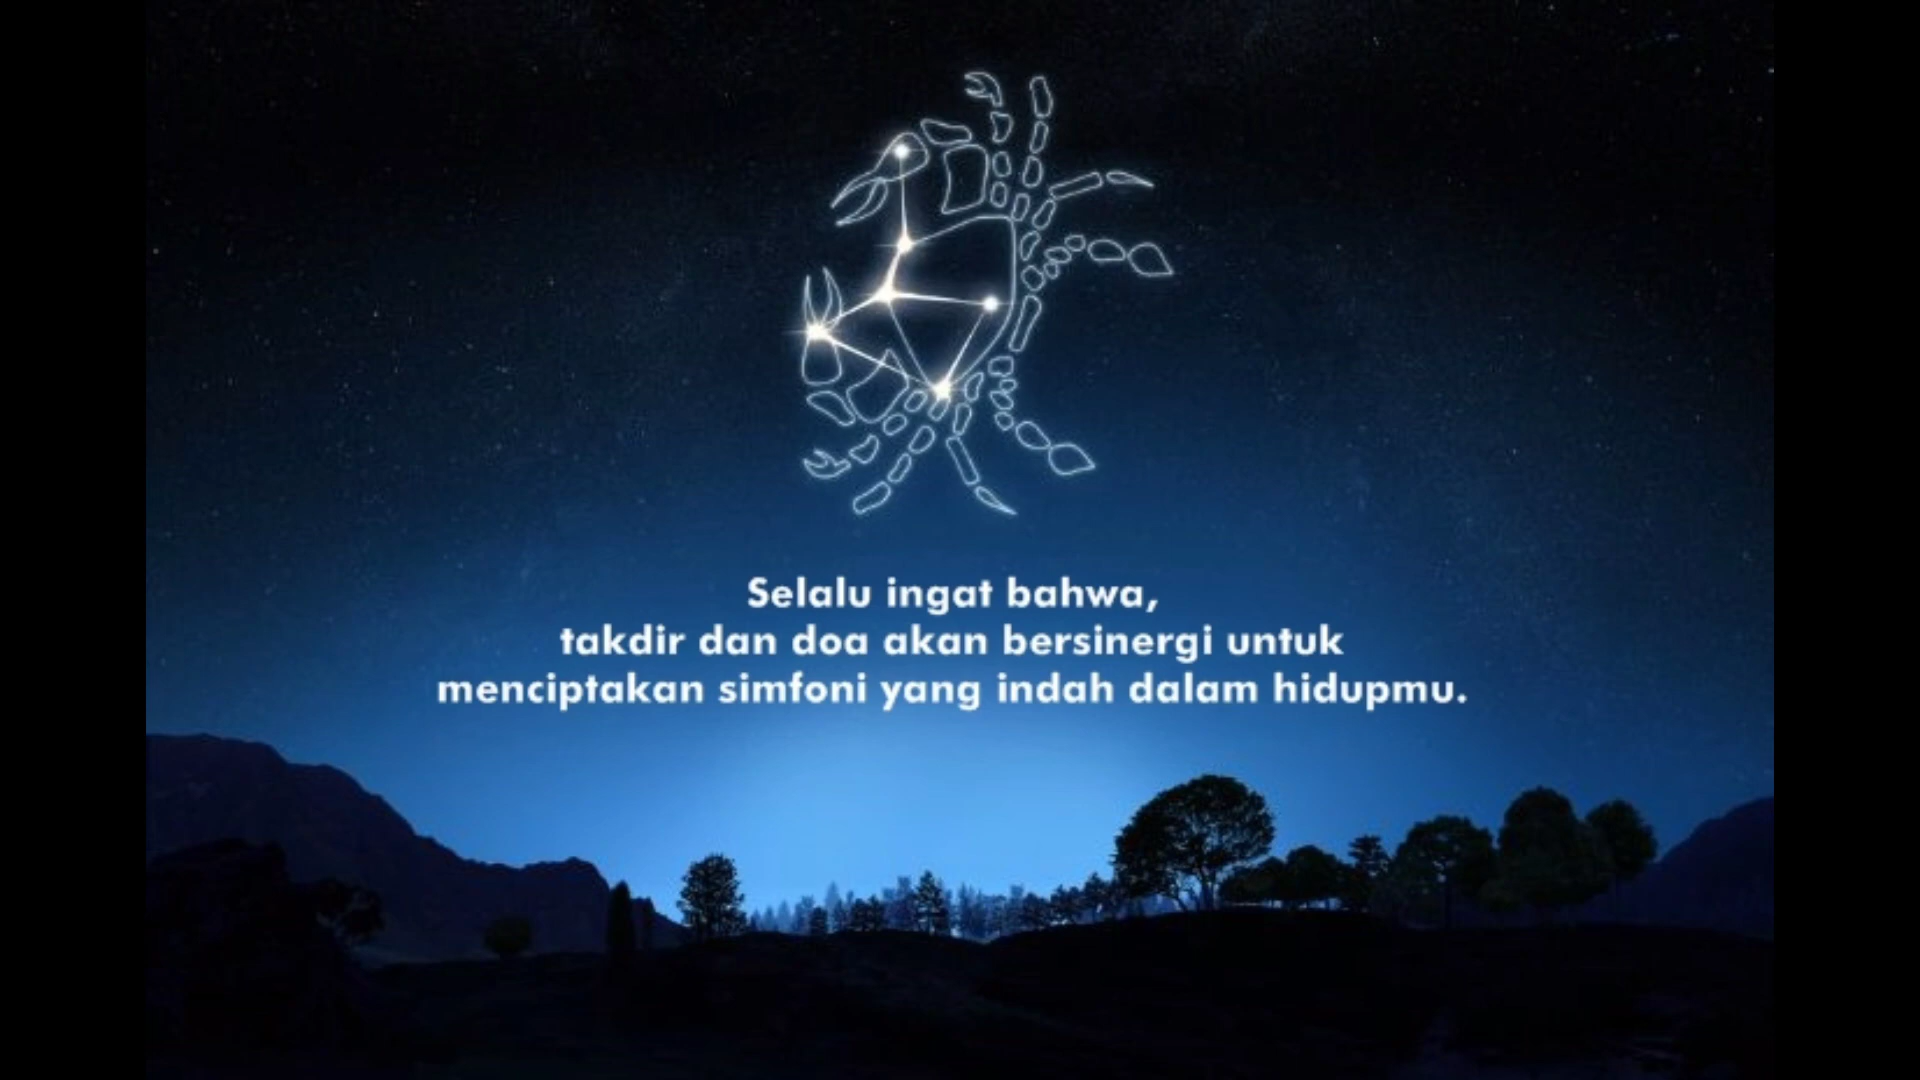 Selalu ingat bahwa,
takdir dan doa akan bersinergi untuk
menciptakan simfoni yang indah dalam hidupmu.